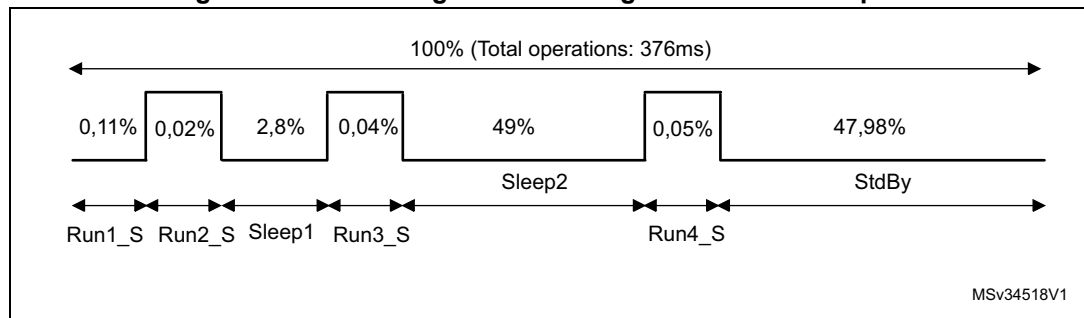 100% (Total operations: 376ms)
0,11% 0,02% 2,8% 0,04% 49% 0,05% 47,98%
Sleep2 StdBy
Run1_S Run2_S Sleep1 Run3_S Run4_S
MSv34518V1